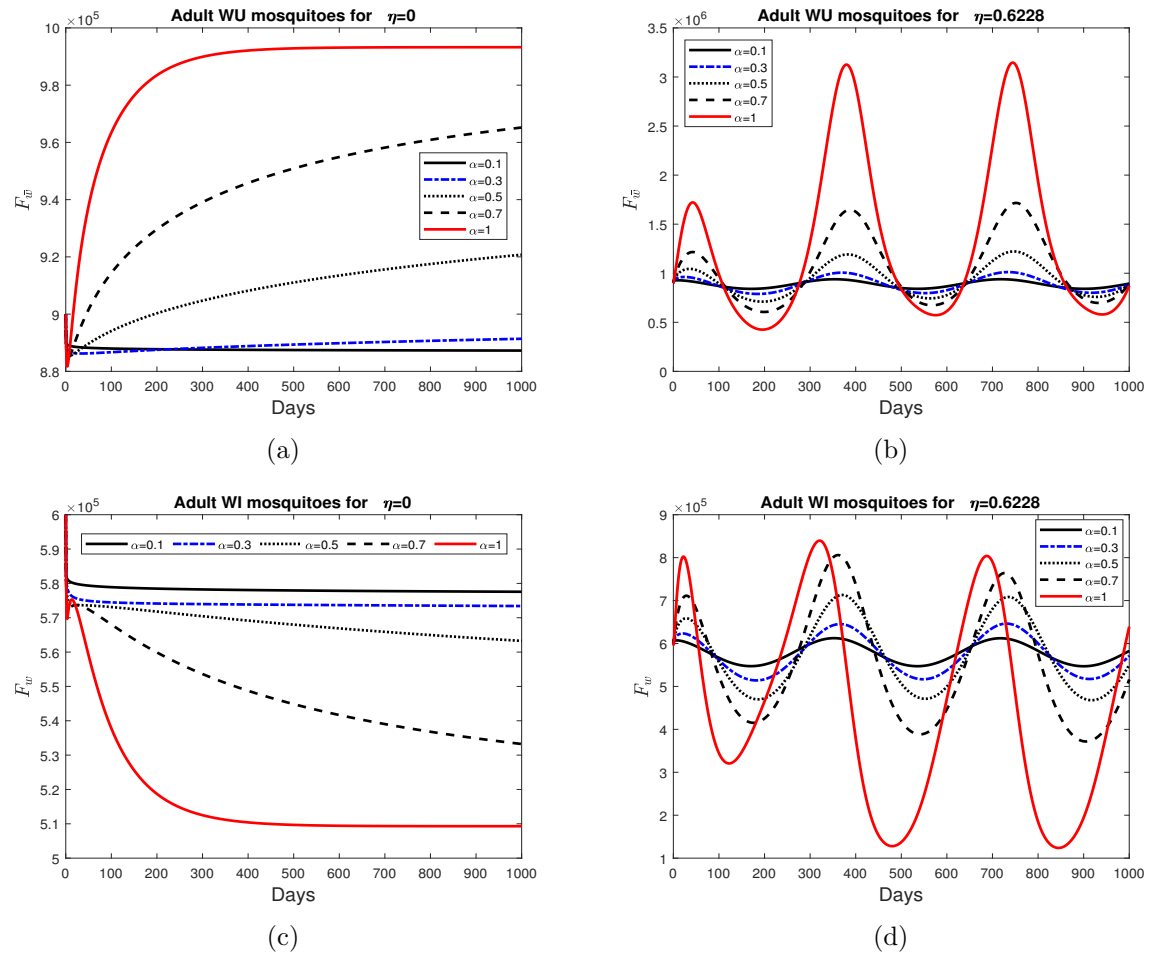 Adult WU mosquitoes for η=0
×10⁵
10
9.8
9.6
9.4
9.2
9
8.8
F_w̄
α=0.1
α=0.3
α=0.5
α=0.7
α=1
0 100 200 300 400 500 600 700 800 900 1000
Days
(a)
Adult WU mosquitoes for η=0.6228
×10⁶
3.5
3
2.5
2
1.5
1
0.5
0
F_w̄
α=0.1
α=0.3
α=0.5
α=0.7
α=1
0 100 200 300 400 500 600 700 800 900 1000
Days
(b)
Adult WI mosquitoes for η=0
×10⁵
6
5.9
5.8
5.7
5.6
5.5
5.4
5.3
5.2
5.1
5
F_w
α=0.1 α=0.3 α=0.5 α=0.7 α=1
0 100 200 300 400 500 600 700 800 900 1000
Days
(c)
Adult WI mosquitoes for η=0.6228
×10⁵
9
8
7
6
5
4
3
2
1
F_w
α=0.1
α=0.3
α=0.5
α=0.7
α=1
0 100 200 300 400 500 600 700 800 900 1000
Days
(d)